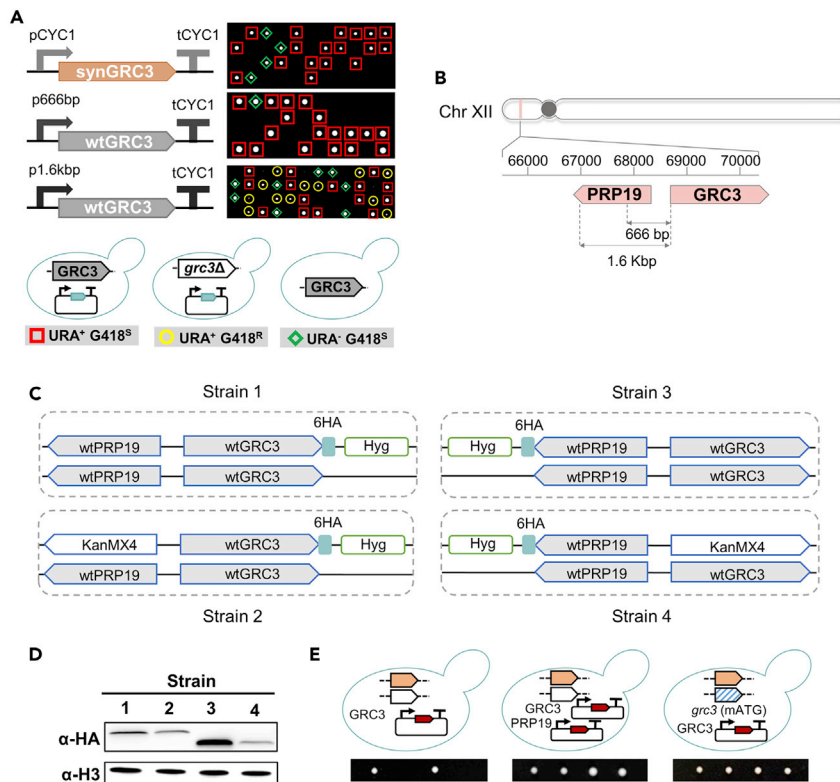 A
pCYC1 tCYC1
synGRC3
p666bp tCYC1
wtGRC3
p1.6kbp tCYC1
wtGRC3
GRC3 grc3Δ GRC3
URA⁺ G418ˢ URA⁺ G418ᴿ URA⁻ G418ˢ
B
Chr XII
66000 67000 68000 69000 70000
PRP19 GRC3
666 bp
1.6 Kbp
C
Strain 1
6HA
wtPRP19 wtGRC3 Hyg
wtPRP19 wtGRC3
6HA
KanMX4 wtGRC3 Hyg
wtPRP19 wtGRC3
Strain 2
Strain 3
6HA
Hyg wtPRP19 wtGRC3
wtPRP19 wtGRC3
6HA
Hyg wtPRP19 KanMX4
wtPRP19 wtGRC3
Strain 4
D
Strain
1 2 3 4
α-HA
α-H3
E
GRC3
GRC3
PRP19
grc3 (mATG)
GRC3